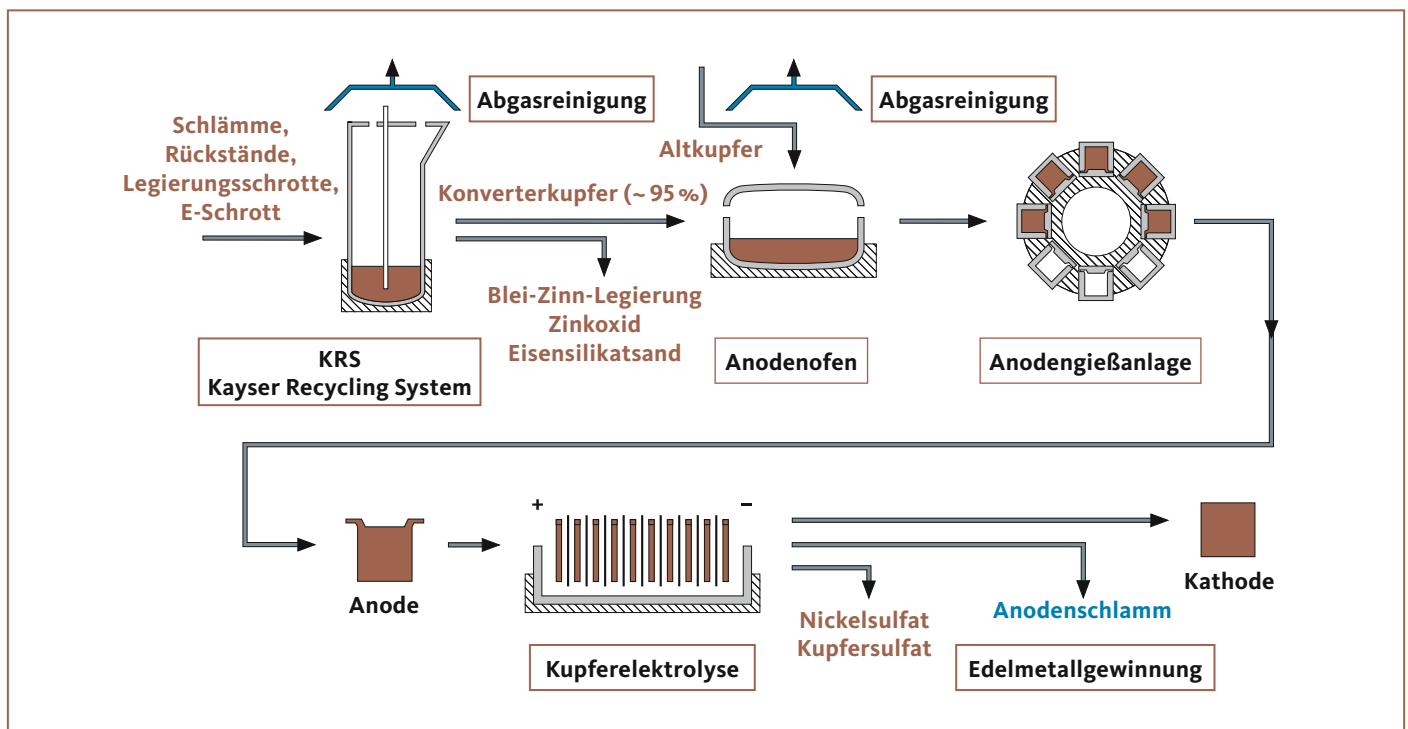 Abgasreinigung
Abgasreinigung
Schlämme,
Rückstände,
Legierungsschrotte,
E-Schrott
Altkupfer
Konverterkupfer (~ 95 %)
Blei-Zinn-Legierung
Zinkoxid
Eisensilikatsand
KRS
Kayser Recycling System
Anodenofen
Anodengießanlage
+
–
Anode
Kathode
Nickelsulfat
Kupfersulfat
Anodenschlamm
Kupferelektrolyse
Edelmetallgewinnung